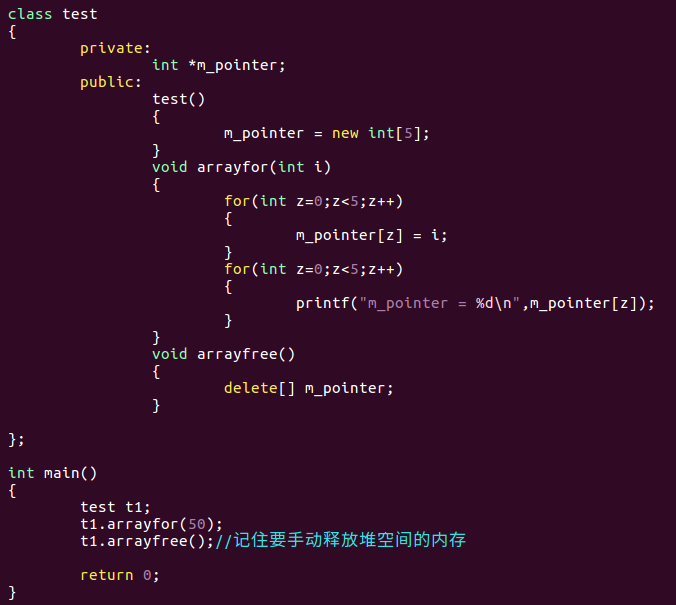 class test
{
        private:
                int *m_pointer;
        public:
                test()
                {
                        m_pointer = new int[5];
                }
                void arrayfor(int i)
                {
                        for(int z=0;z<5;z++)
                        {
                                m_pointer[z] = i;
                        }
                        for(int z=0;z<5;z++)
                        {
                                printf("m_pointer = %d\n",m_pointer[z]);
                        }
                }
                void arrayfree()
                {
                        delete[] m_pointer;
                }

};

int main()
{
        test t1;
        t1.arrayfor(50);
        t1.arrayfree();//记住要手动释放堆空间的内存

        return 0;
}